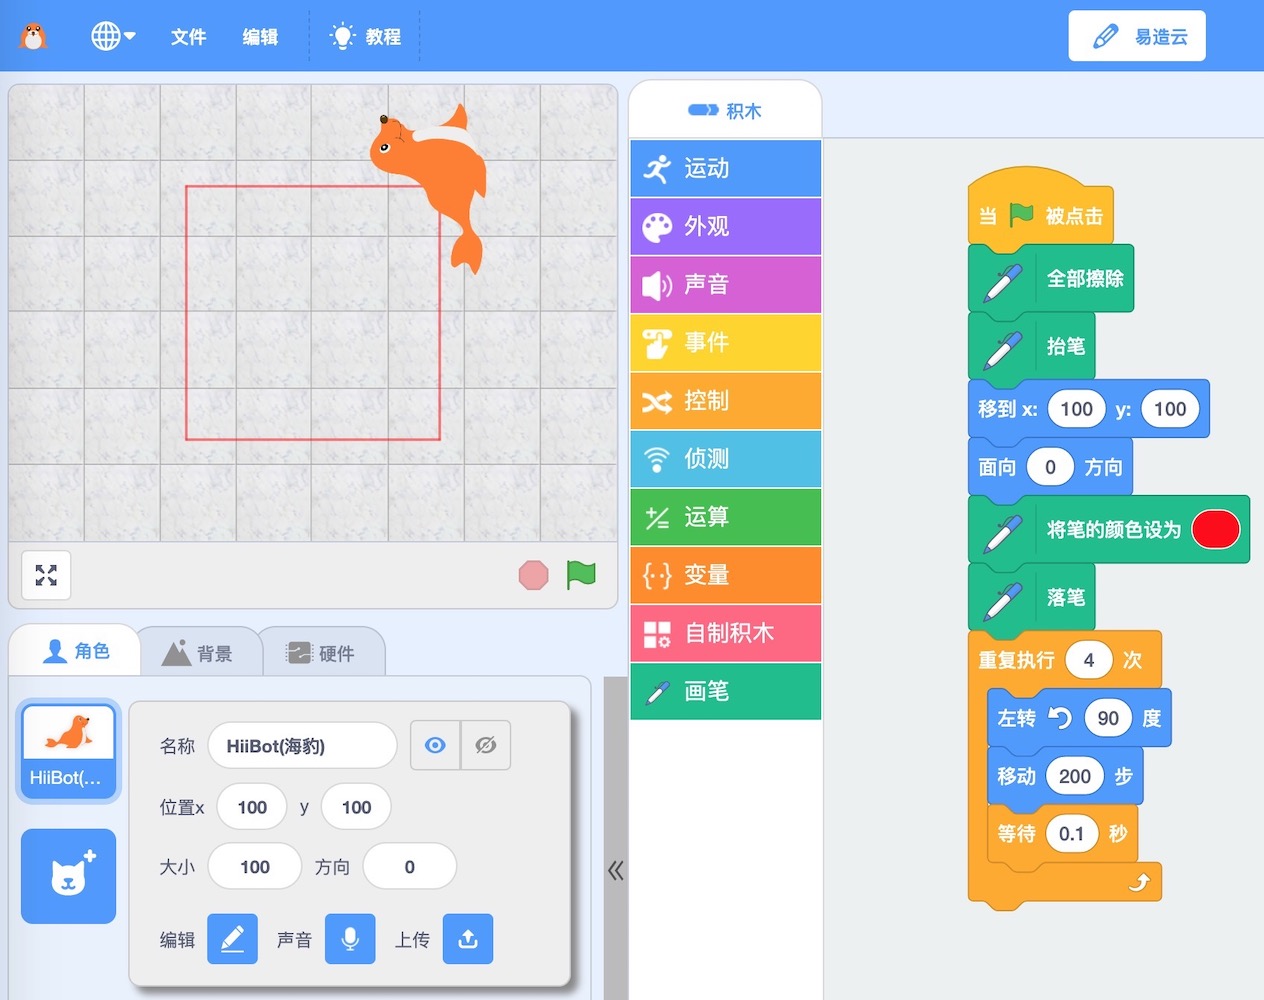 文件 编辑 教程 易造云
积木
运动
外观
声音
事件
控制
侦测
运算
变量
自制积木
画笔
当 被点击
全部擦除
抬笔
移到 x: 100 y: 100
面向 0 方向
将笔的颜色设为
落笔
重复执行 4 次
左转 90 度
移动 200 步
等待 0.1 秒
角色 背景 硬件
HiiBot(...
名称 HiiBot(海豹)
位置x 100 y 100
大小 100 方向 0
编辑 声音 上传